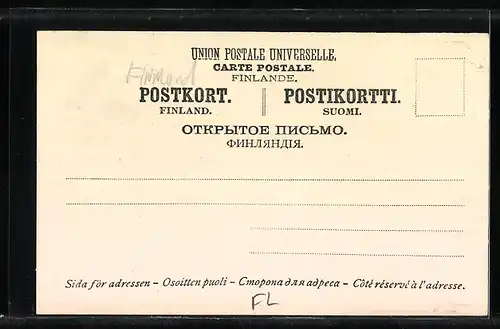 UNION POSTALE UNIVERSELLE.
CARTE POSTALE.
FINLANDE.
Finland
POSTKORT. POSTIKORTTI.
FINLAND. SUOMI.
ОТКРЫТОЕ ПИСЬМО.
ФИНЛЯНДІЯ.
Sida för adressen – Osoitten puoli – Сторона для адреса – Côté réservé à l'adresse.
FL